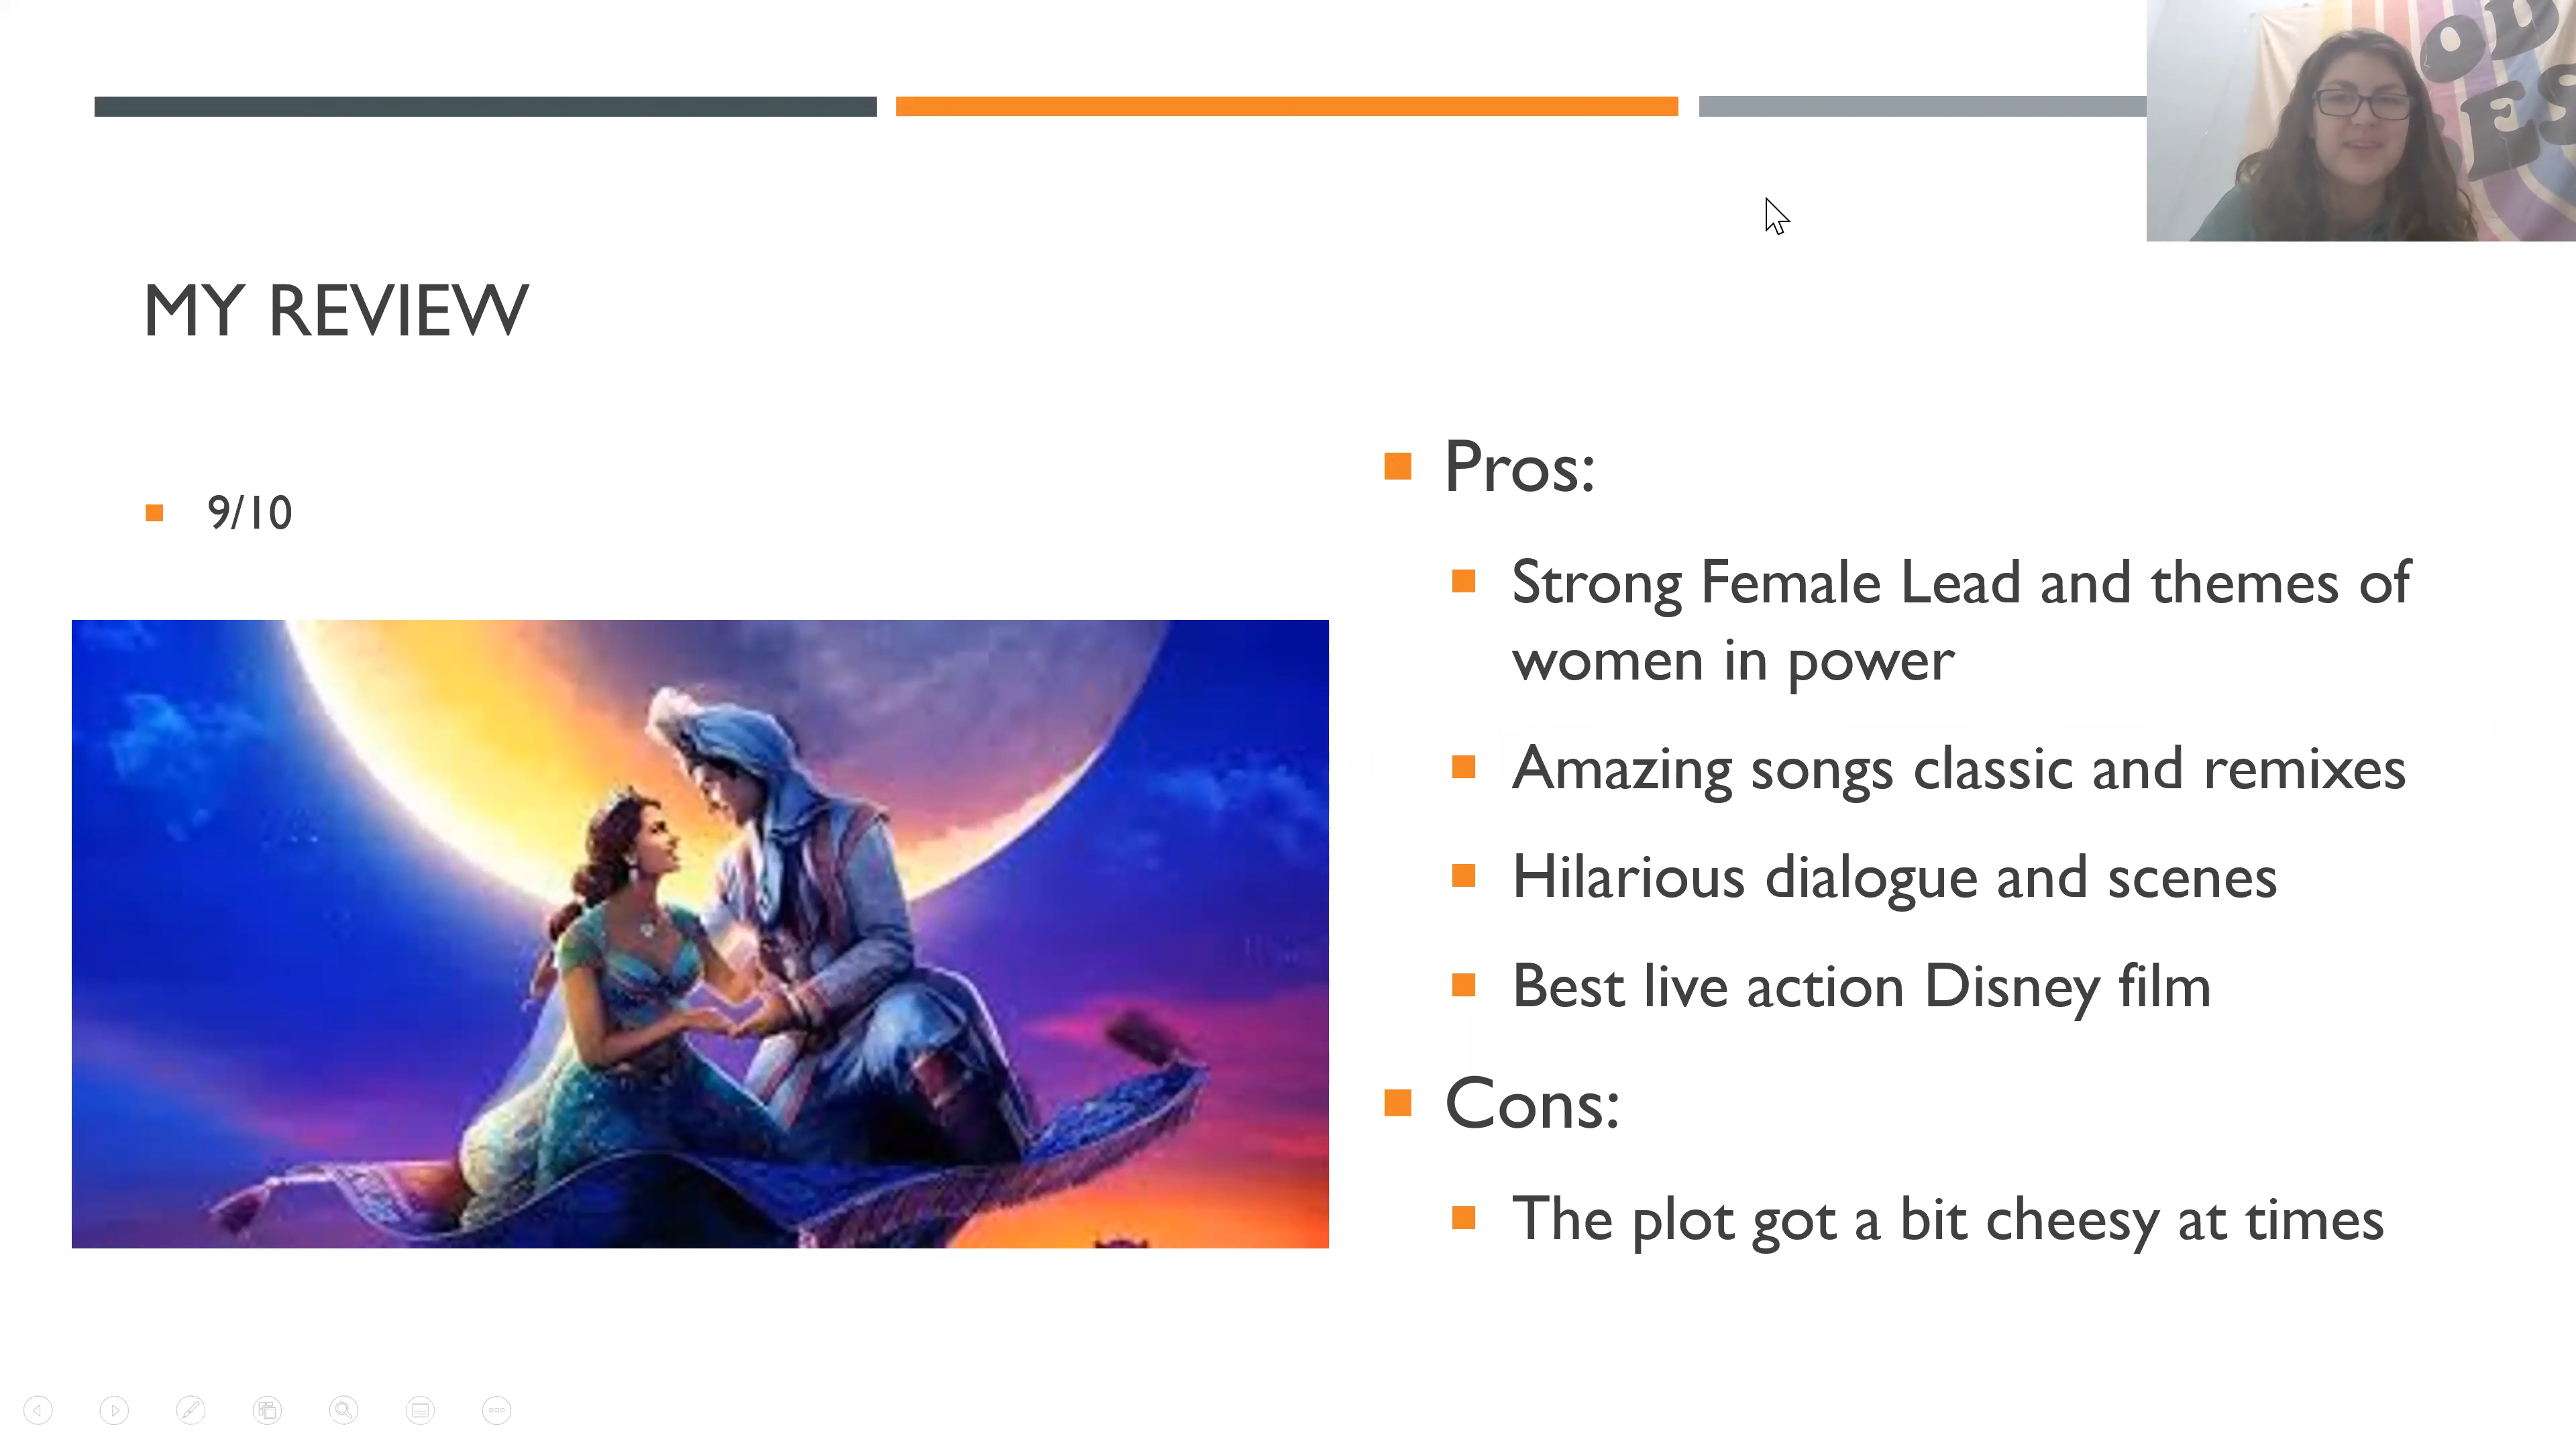 MY REVIEW
9/10
Pros:
Strong Female Lead and themes of
women in power
Amazing songs classic and remixes
Hilarious dialogue and scenes
Best live action Disney film
Cons:
The plot got a bit cheesy at times